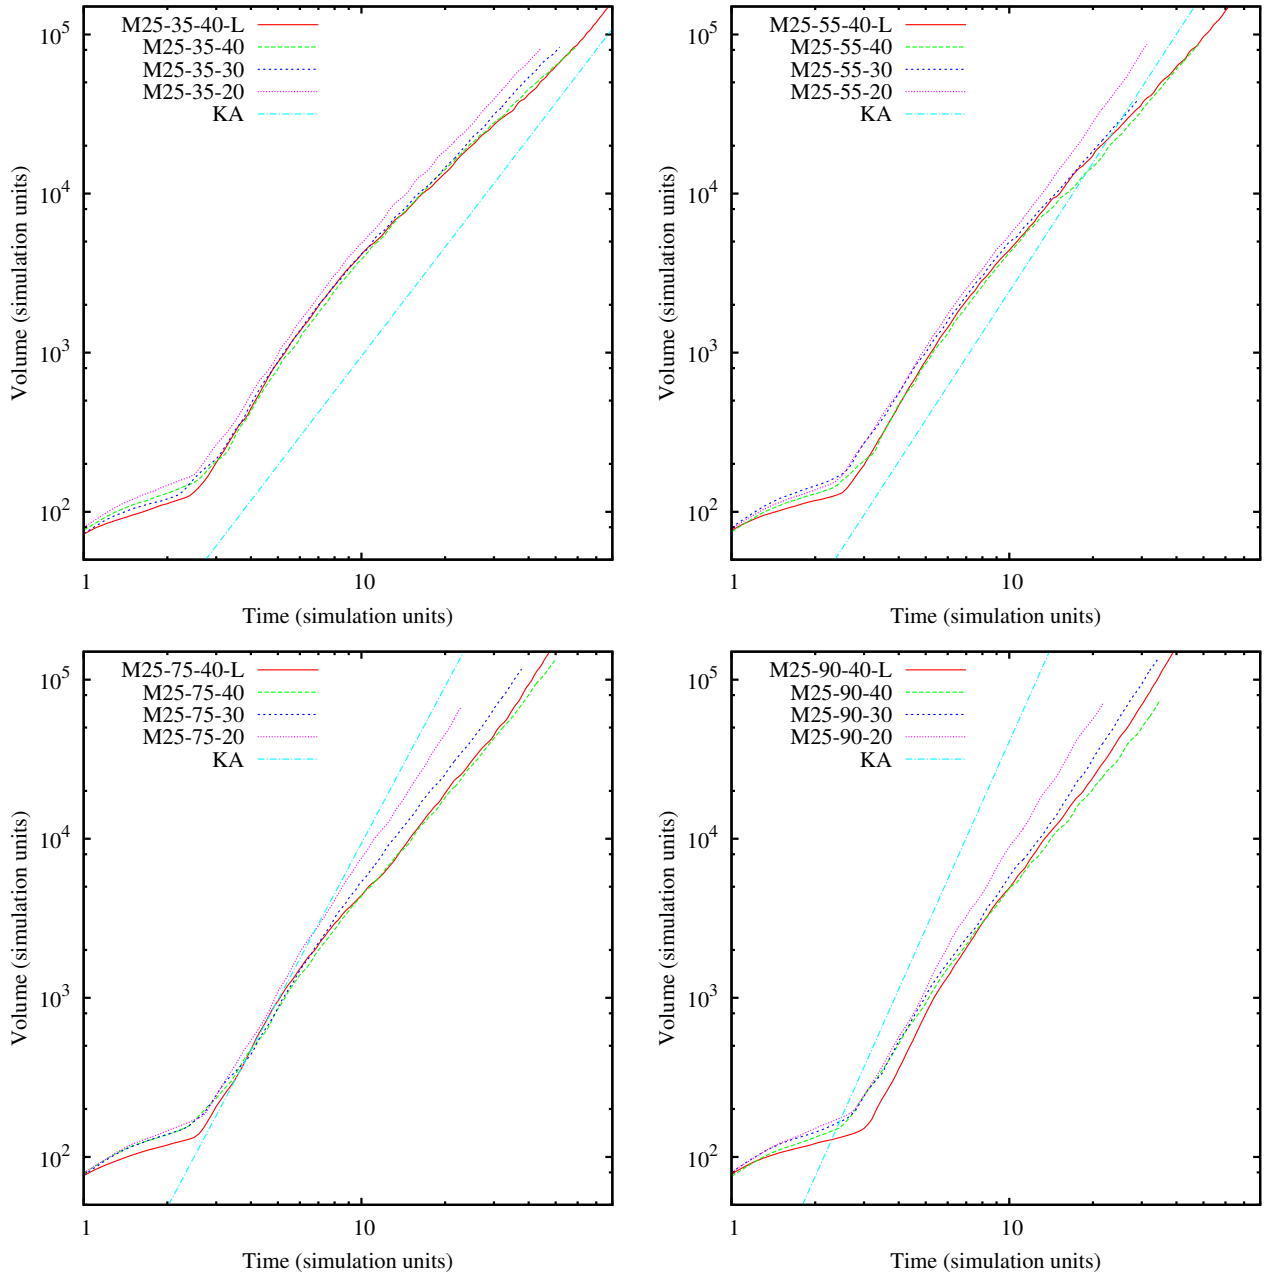 M25-35-40-L
M25-35-40
M25-35-30
M25-35-20
KA
10^5
10^4
10^3
10^2
1
10
Volume (simulation units)
Time (simulation units)
M25-55-40-L
M25-55-40
M25-55-30
M25-55-20
KA
10^5
10^4
10^3
10^2
1
10
Volume (simulation units)
Time (simulation units)
M25-75-40-L
M25-75-40
M25-75-30
M25-75-20
KA
10^5
10^4
10^3
10^2
1
10
Volume (simulation units)
Time (simulation units)
M25-90-40-L
M25-90-40
M25-90-30
M25-90-20
KA
10^5
10^4
10^3
10^2
1
10
Volume (simulation units)
Time (simulation units)